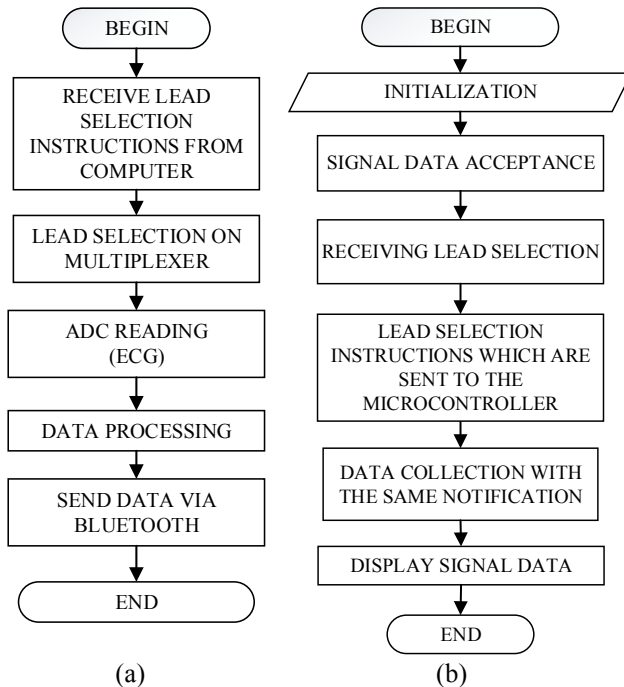 BEGIN
RECEIVE LEAD
SELECTION
INSTRUCTIONS FROM
COMPUTER
LEAD SELECTION ON
MULTIPLEXER
ADC READING
(ECG)
DATA PROCESSING
SEND DATA VIA
BLUETOOTH
END
(a)
BEGIN
INITIALIZATION
SIGNAL DATA ACCEPTANCE
RECEIVING LEAD SELECTION
LEAD SELECTION
INSTRUCTIONS WHICH ARE
SENT TO THE
MICROCONTROLLER
DATA COLLECTION WITH
THE SAME NOTIFICATION
DISPLAY SIGNAL DATA
END
(b)